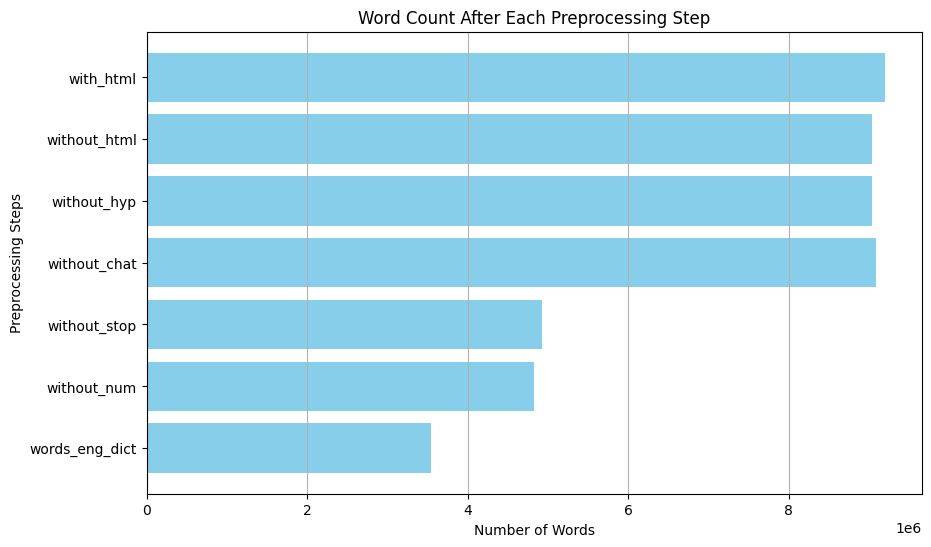 Word Count After Each Preprocessing Step
Preprocessing Steps
with_html
without_html
without_hyp
without_chat
without_stop
without_num
words_eng_dict
0 2 4 6 8
1e6
Number of Words